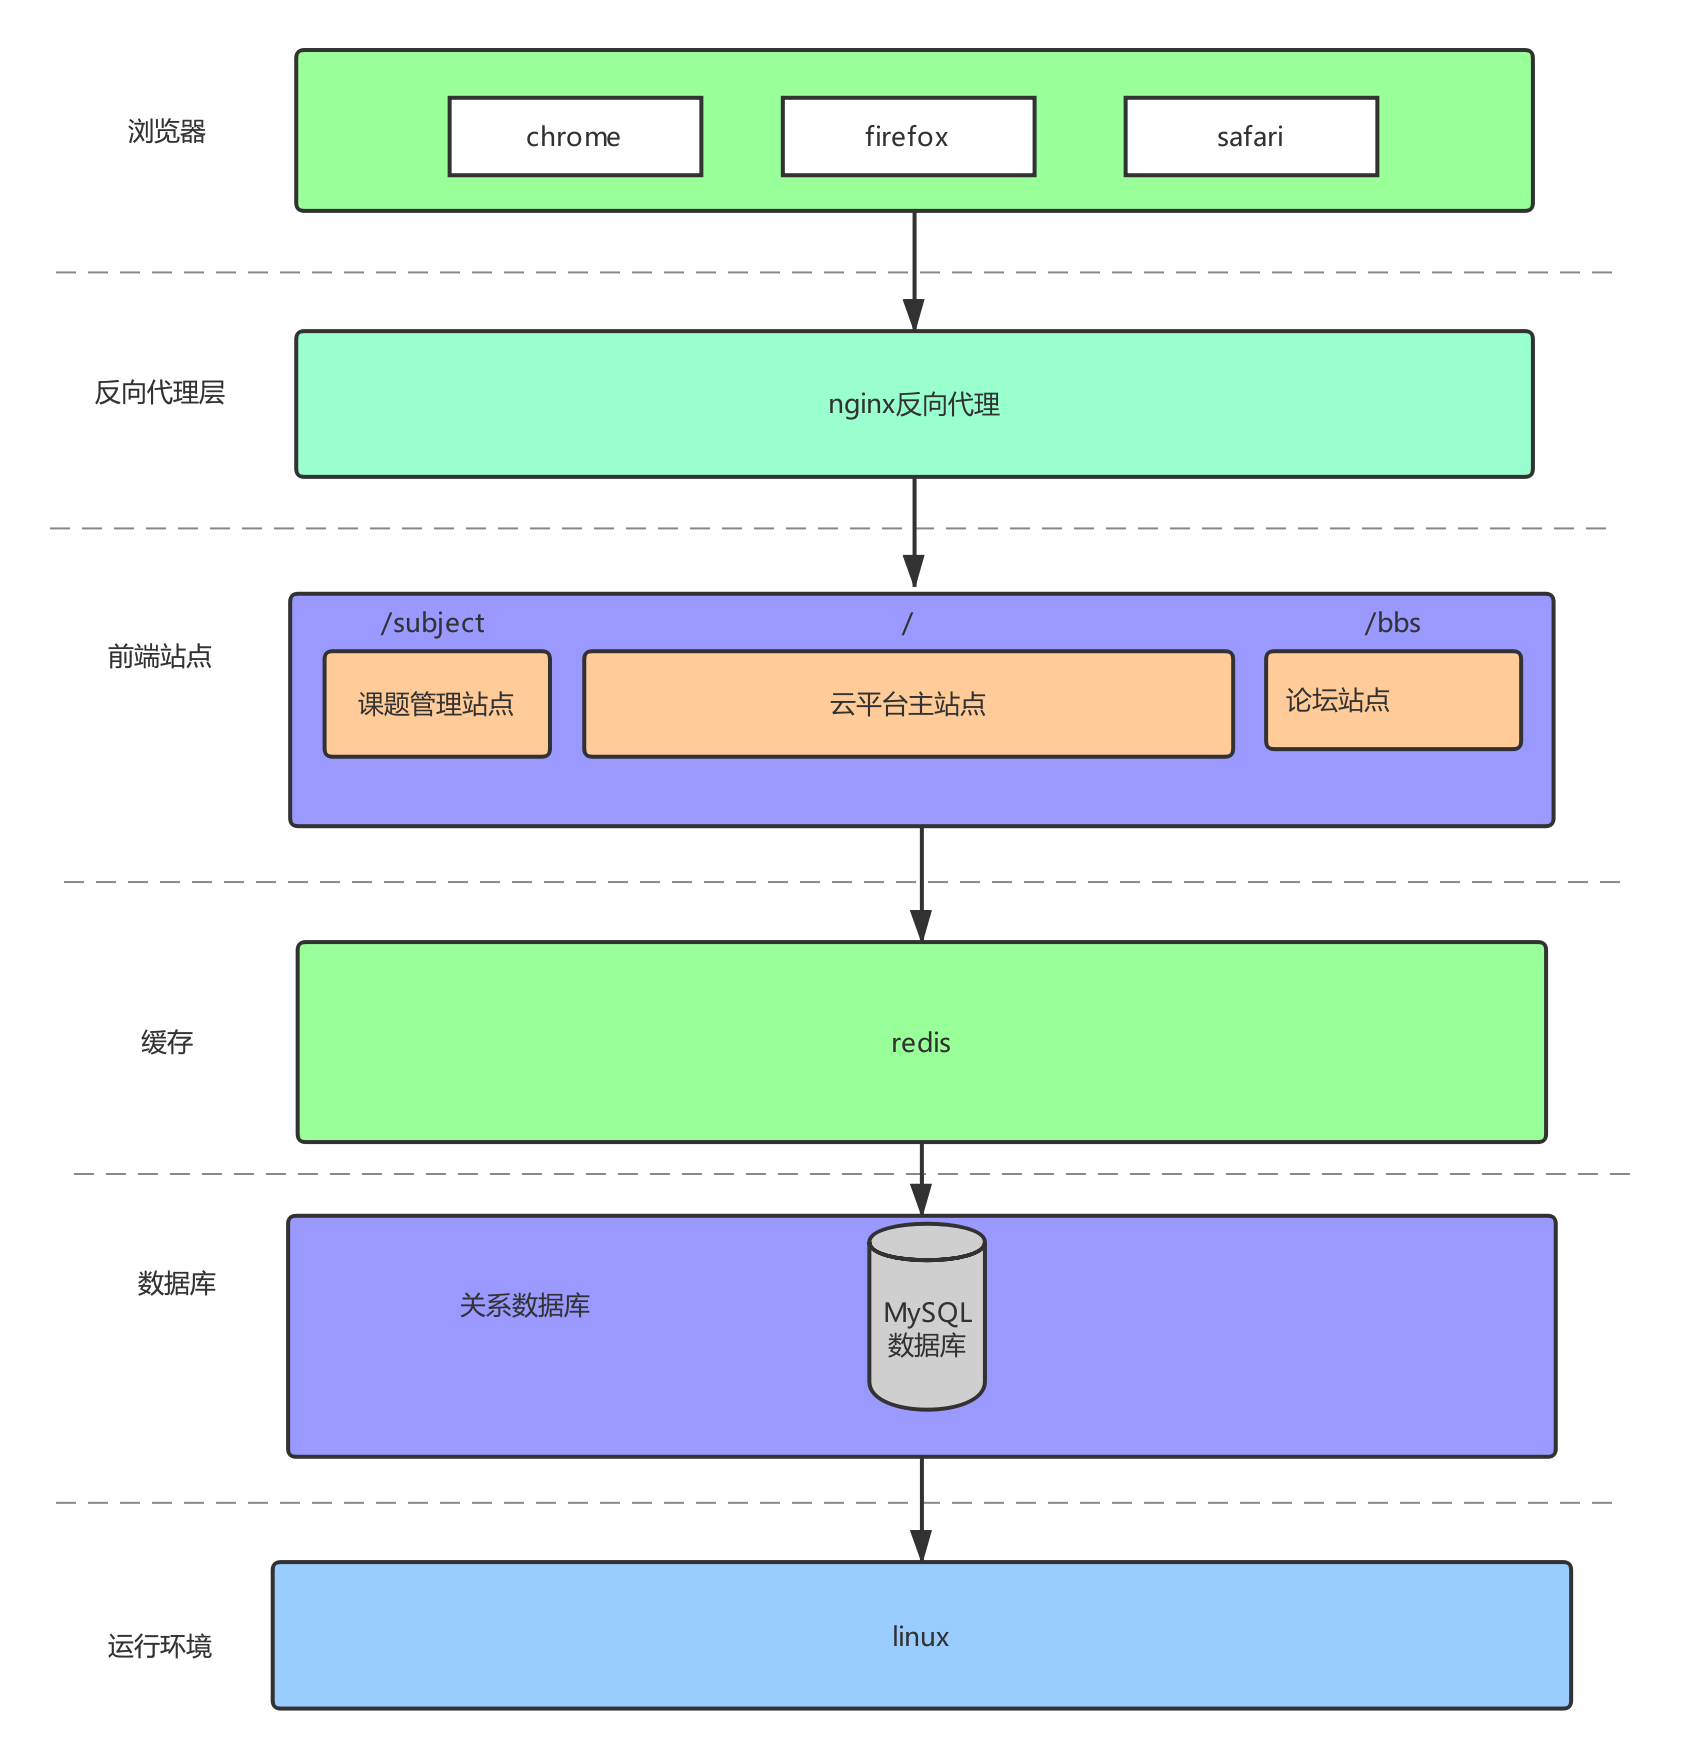 浏览器
chrome
firefox
safari
反向代理层
nginx反向代理
前端站点
/subject
/
/bbs
课题管理站点
云平台主站点
论坛站点
缓存
redis
数据库
关系数据库
MySQL
数据库
运行环境
linux